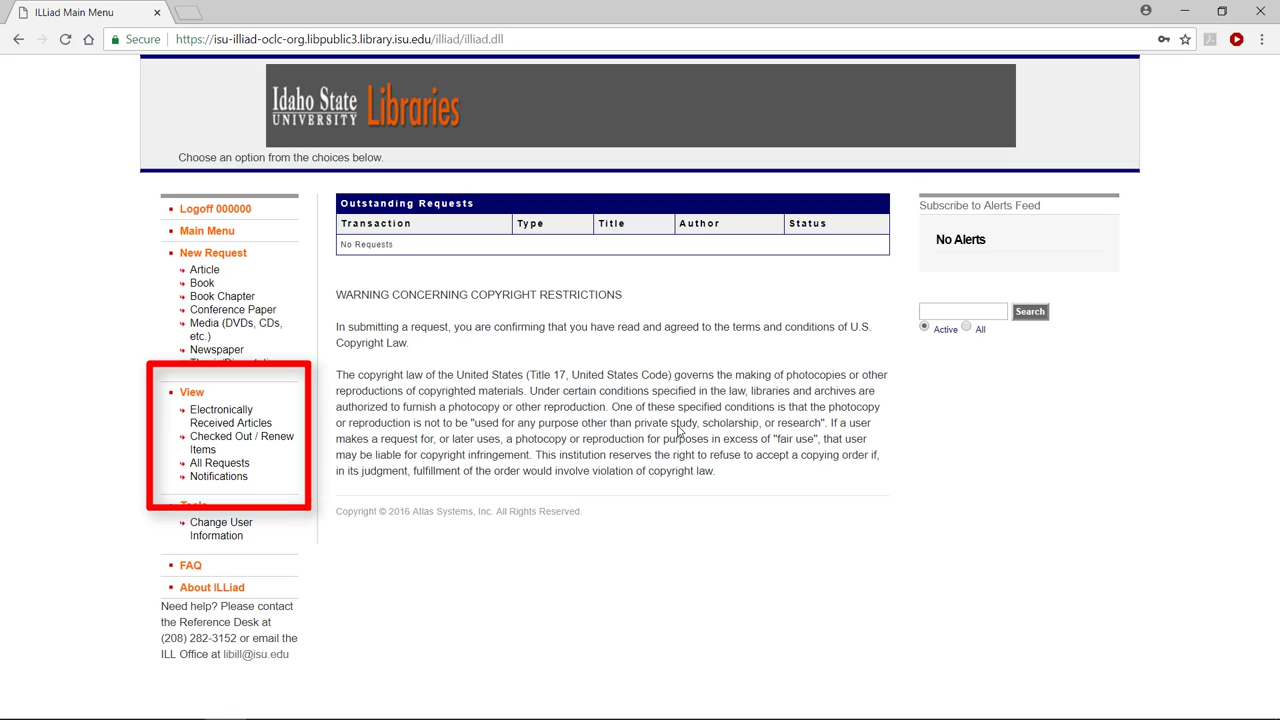 ILLiad Main Menu
Secure
https://isu-illiad-oclc-org.libpublic3.library.isu.edu/illiad/illiad.dll
Idaho State
UNIVERSITY
Libraries
Choose an option from the choices below.
Logoff 000000
Main Menu
New Request
Article
Book
Book Chapter
Conference Paper
Media (DVDs, CDs,
etc.)
Newspaper
View
Electronically
Received Articles
Checked Out / Renew
Items
All Requests
Notifications
Tools
Change User
Information
FAQ
About ILLiad
Need help? Please contact
the Reference Desk at
(208) 282-3152 or email the
ILL Office at libill@isu.edu
Outstanding Requests
Transaction Type Title Author Status
No Requests
WARNING CONCERNING COPYRIGHT RESTRICTIONS
In submitting a request, you are confirming that you have read and agreed to the terms and conditions of U.S.
Copyright Law.
The copyright law of the United States (Title 17, United States Code) governs the making of photocopies or other
reproductions of copyrighted materials. Under certain conditions specified in the law, libraries and archives are
authorized to furnish a photocopy or other reproduction. One of these specified conditions is that the photocopy
or reproduction is not to be "used for any purpose other than private study, scholarship, or research". If a user
makes a request for, or later uses, a photocopy or reproduction for purposes in excess of "fair use", that user
may be liable for copyright infringement. This institution reserves the right to refuse to accept a copying order if,
in its judgment, fulfillment of the order would involve violation of copyright law.
Copyright © 2016 Atlas Systems, Inc. All Rights Reserved.
Subscribe to Alerts Feed
No Alerts
Search
Active All